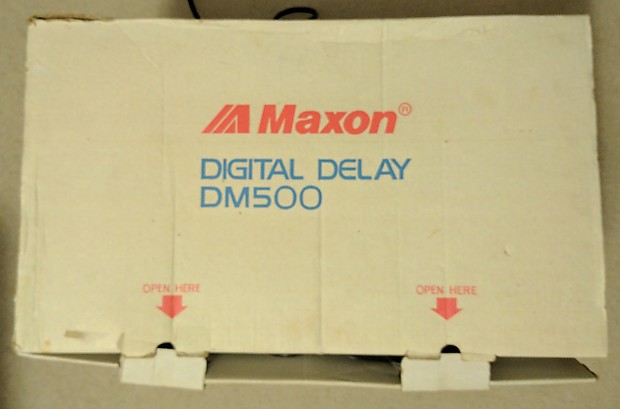 Maxon®
DIGITAL DELAY
DM500
OPEN HERE
OPEN HERE